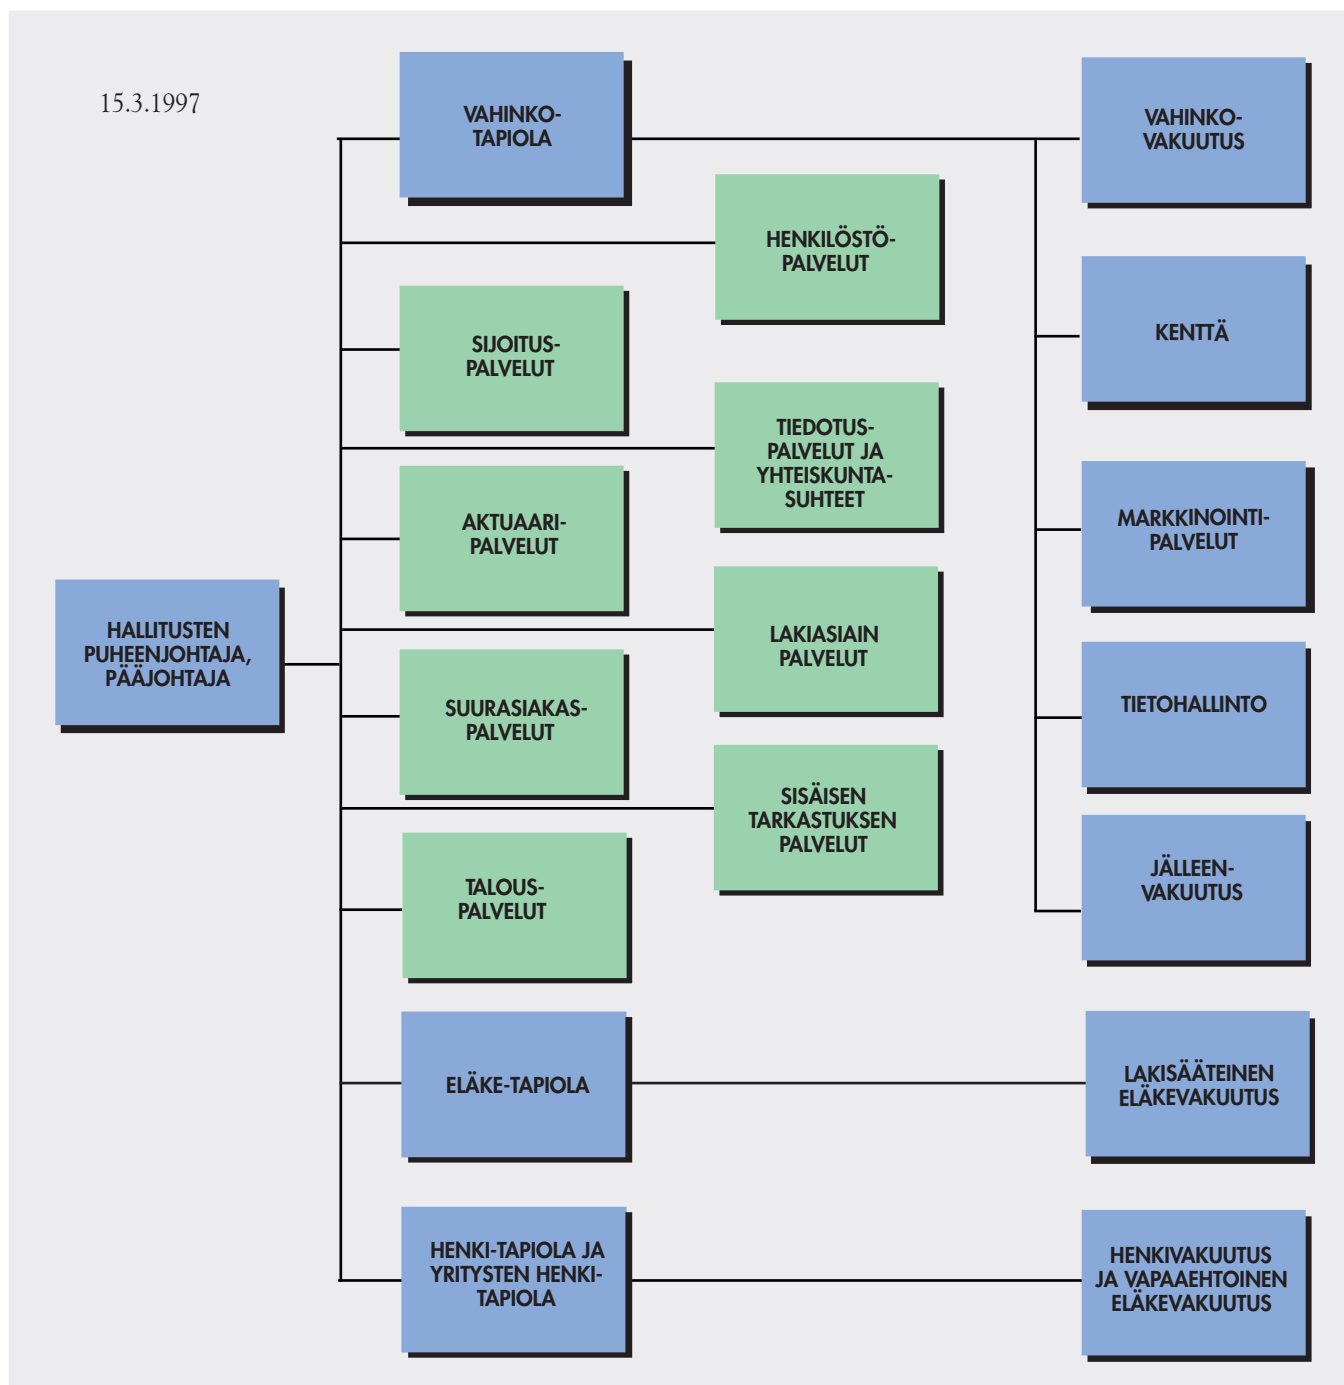 15.3.1997
HALLITUSTEN
PUHEENJOHTAJA,
PÄÄJOHTAJA
VAHINKO-
TAPIOLA
HENKILÖSTÖ-
PALVELUT
SIJOITUS-
PALVELUT
TIEDOTUS-
PALVELUT JA
YHTEISKUNTA-
SUHTEET
AKTUAARI-
PALVELUT
LAKIASIAIN
PALVELUT
SUURASIAKAS-
PALVELUT
SISÄISEN
TARKASTUKSEN
PALVELUT
TALOUS-
PALVELUT
ELÄKE-TAPIOLA
HENKI-TAPIOLA JA
YRITYSTEN HENKI-
TAPIOLA
VAHINKO-
VAKUUTUS
KENTTÄ
MARKKINOINTI-
PALVELUT
TIETOHALLINTO
JÄLLEEN-
VAKUUTUS
LAKISÄÄTEINEN
ELÄKEVAKUUTUS
HENKIVAKUUTUS
JA VAPAAEHTOINEN
ELÄKEVAKUUTUS